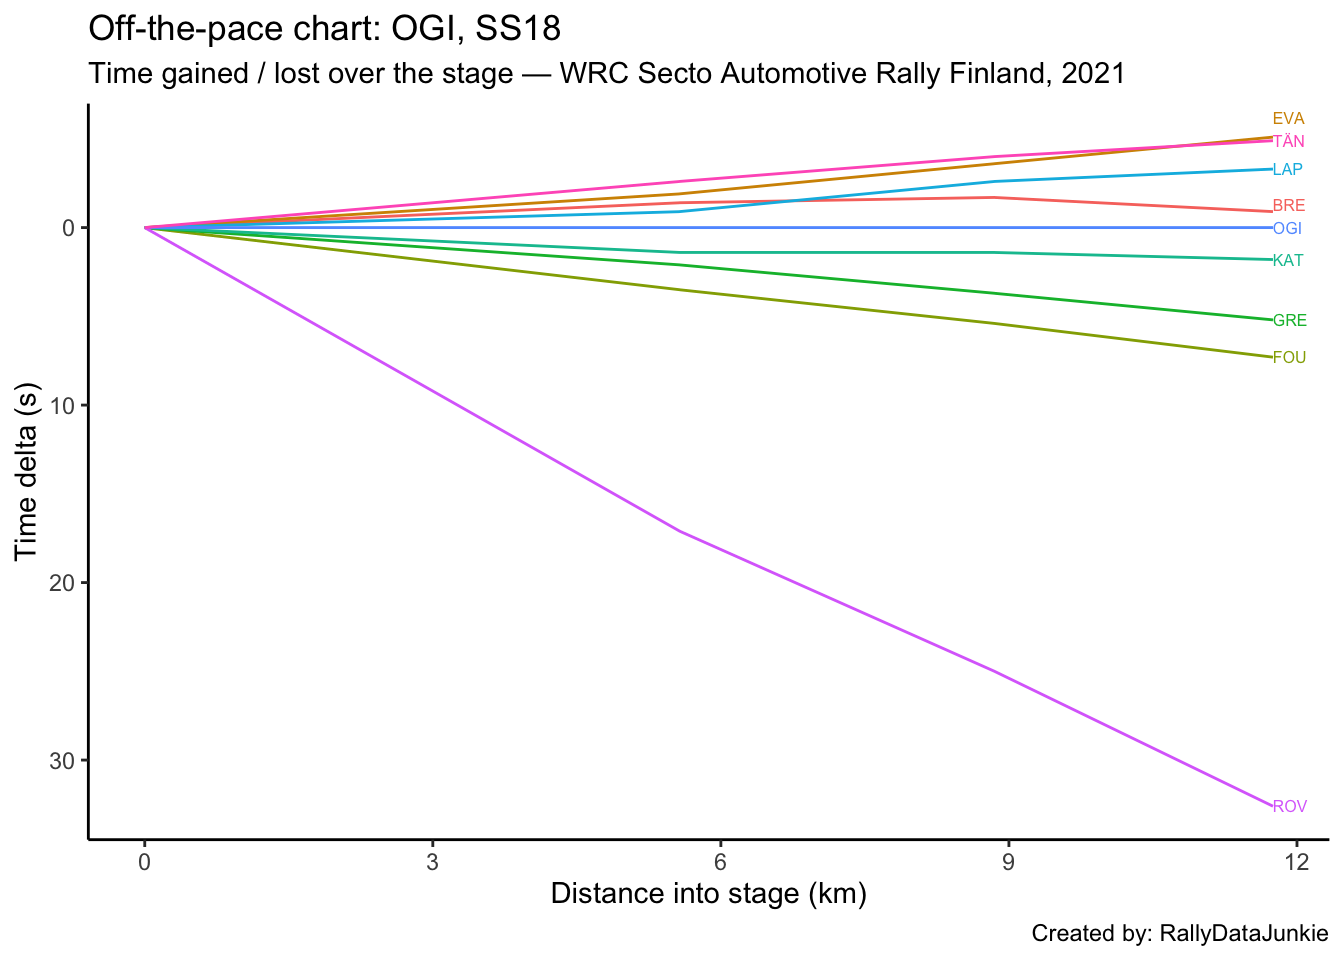 Off-the-pace chart: OGI, SS18
Time gained / lost over the stage — WRC Secto Automotive Rally Finland, 2021
EVA
TÄN
LAP
BRE
OGI
KAT
GRE
FOU
ROV
0
10
20
30
Time delta (s)
0 3 6 9 12
Distance into stage (km)
Created by: RallyDataJunkie